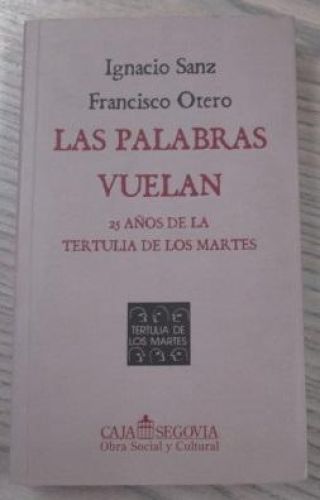 Ignacio Sanz
Francisco Otero
LAS PALABRAS
VUELAN
25 AÑOS DE LA
TERTULIA DE LOS MARTES
TERTULIA DE
LOS MARTES
CAJA SEGOVIA
Obra Social y Cultural